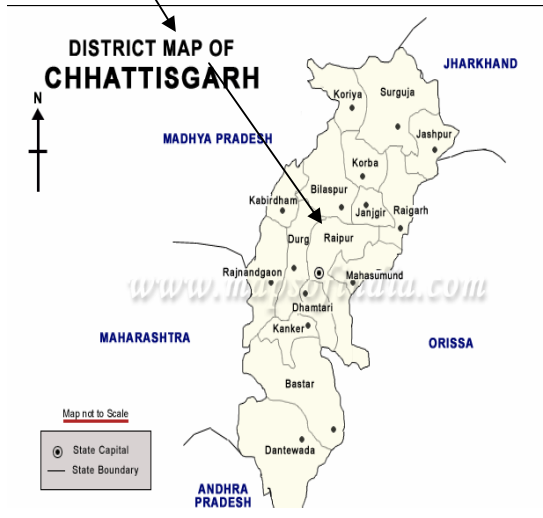 DISTRICT MAP OF
CHHATTISGARH
N
JHARKHAND
Koriya
Surguja
Jashpur
MADHYA PRADESH
Korba
Bilaspur
Kabirdham
Janjgir
Raigarh
Durg
Raipur
Rajnandgaon
Mahasumund
www.mapsofindia.com
Dhamtari
Kanker
MAHARASHTRA
ORISSA
Bastar
Map not to Scale
State Capital
State Boundary
Dantewada
ANDHRA
PRADESH